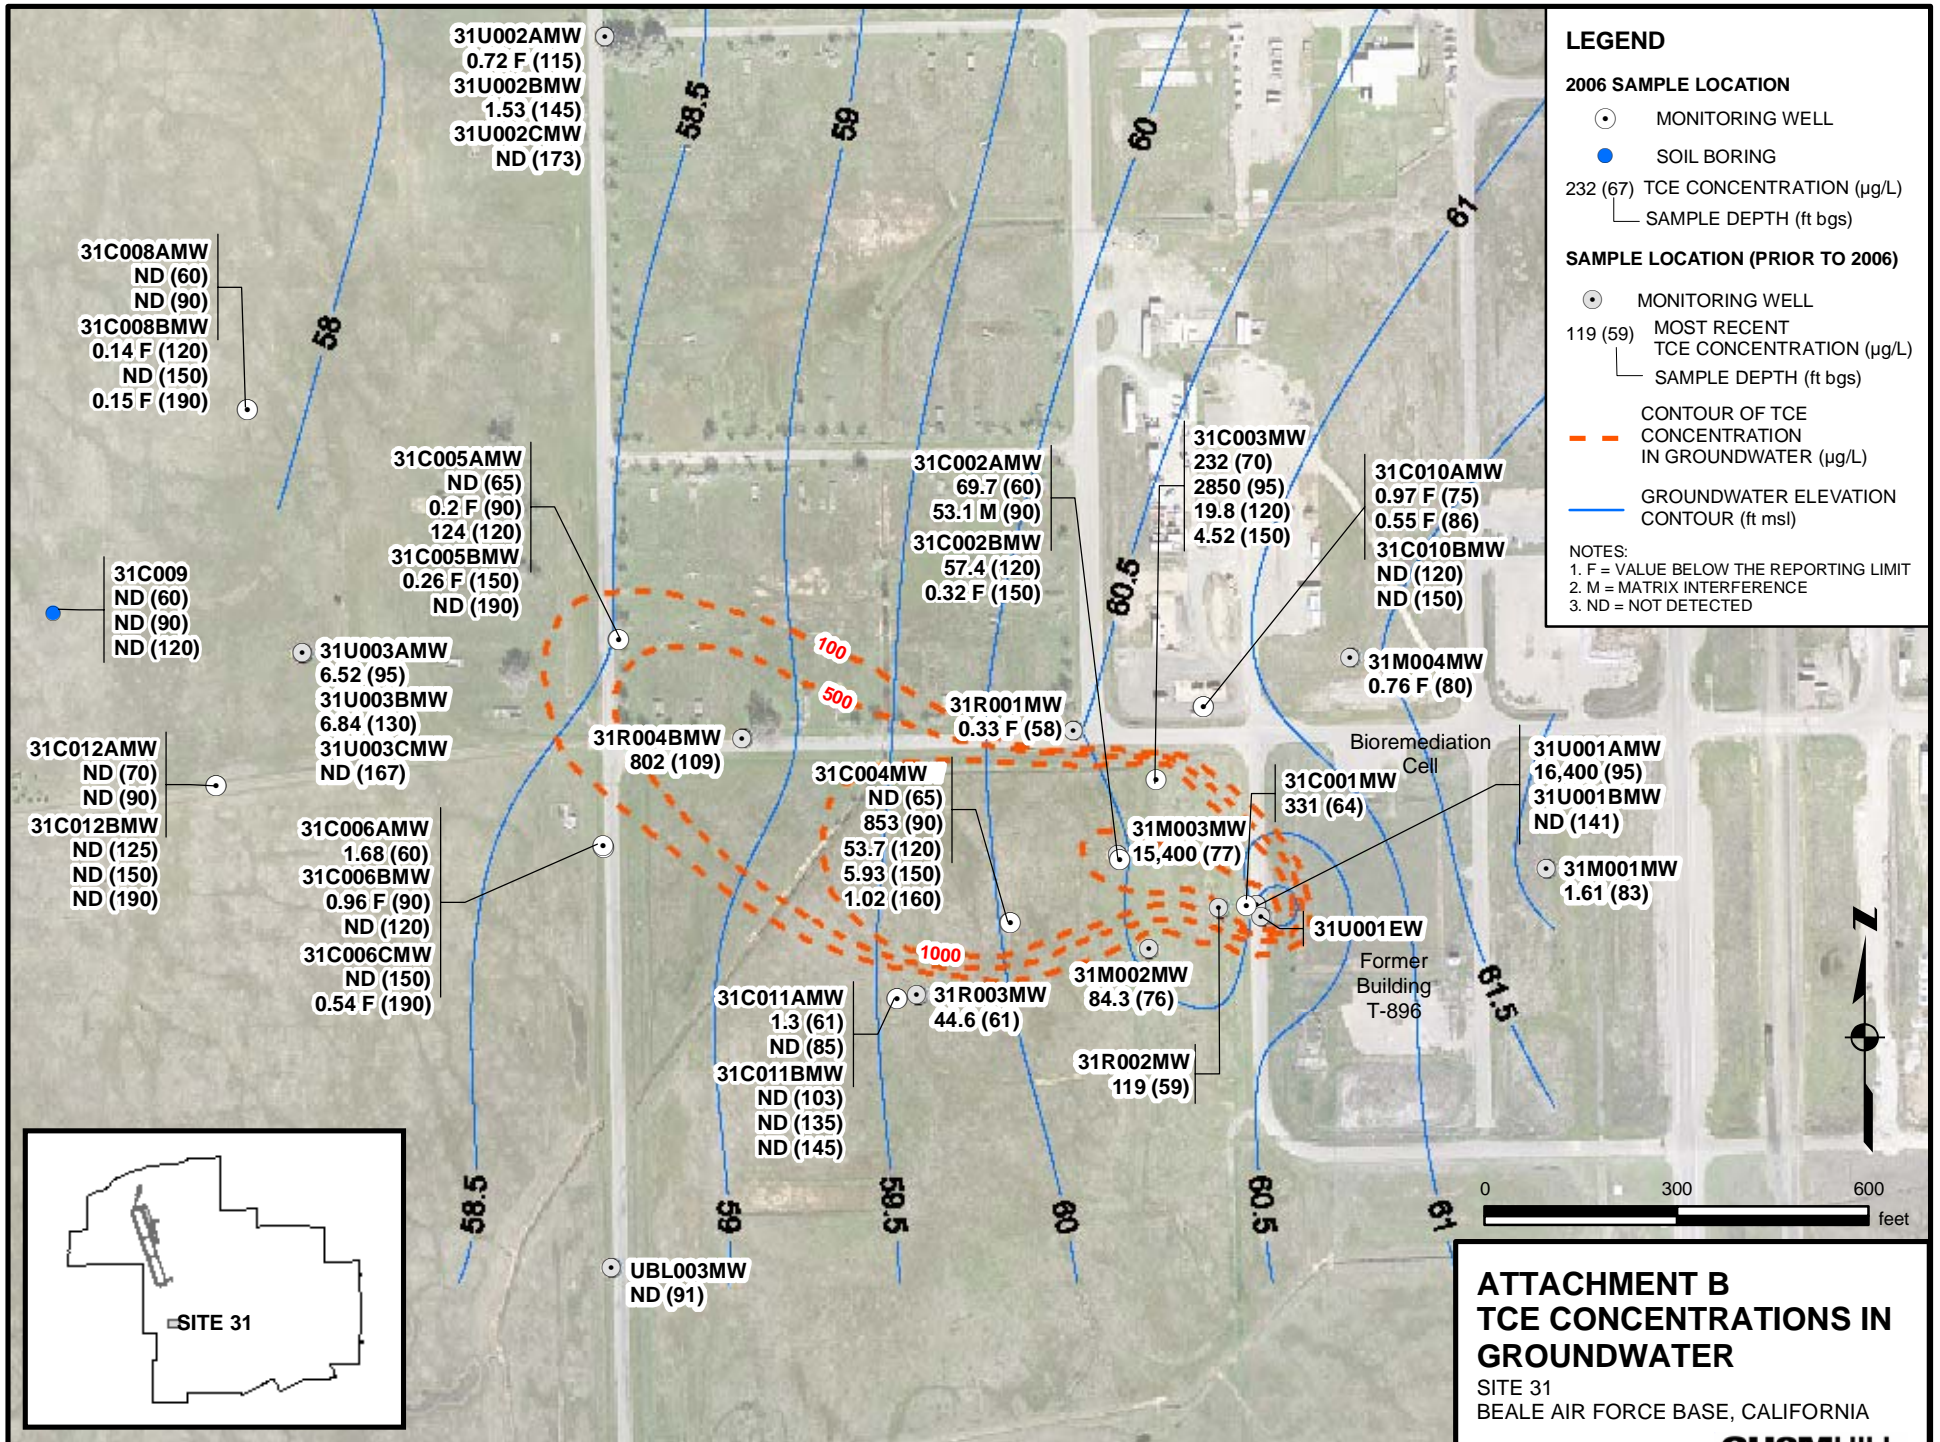 31U002AMW
0.72 F (115)
31U002BMW
1.53 (145)
31U002CMW
ND (173)
58.5
59
60
61
58
31C008AMW
ND (60)
ND (90)
31C008BMW
0.14 F (120)
ND (150)
0.15 F (190)
31C005AMW
ND (65)
0.2 F (90)
124 (120)
31C005BMW
0.26 F (150)
ND (190)
31C002AMW
69.7 (60)
53.1 M (90)
31C002BMW
57.4 (120)
0.32 F (150)
31C003MW
232 (70)
2850 (95)
19.8 (120)
4.52 (150)
31C010AMW
0.97 F (75)
0.55 F (86)
31C010BMW
ND (120)
ND (150)
60.5
31C009
ND (60)
ND (90)
ND (120)
31U003AMW
6.52 (95)
31U003BMW
6.84 (130)
31U003CMW
ND (167)
100
500
31R001MW
0.33 F (58)
31M004MW
0.76 F (80)
31R004BMW
802 (109)
31C012AMW
ND (70)
ND (90)
31C012BMW
ND (125)
ND (150)
ND (190)
31C004MW
ND (65)
853 (90)
53.7 (120)
5.93 (150)
1.02 (160)
Bioremediation
Cell
31C001MW
331 (64)
31U001AMW
16,400 (95)
31U001BMW
ND (141)
31M003MW
15,400 (77)
31M001MW
1.61 (83)
31C006AMW
1.68 (60)
31C006BMW
0.96 F (90)
ND (120)
31C006CMW
ND (150)
0.54 F (190)
31U001EW
1000
Former
Building
T-896
31M002MW
84.3 (76)
61.5
31C011AMW
1.3 (61)
ND (85)
31C011BMW
ND (103)
ND (135)
ND (145)
31R003MW
44.6 (61)
31R002MW
119 (59)
58.5
59
59.5
60
60.5
61
UBL003MW
ND (91)
SITE 31
Z
0 300 600
feet
LEGEND
2006 SAMPLE LOCATION
MONITORING WELL
SOIL BORING
232 (67) TCE CONCENTRATION (µg/L)
SAMPLE DEPTH (ft bgs)
SAMPLE LOCATION (PRIOR TO 2006)
MONITORING WELL
119 (59) MOST RECENT
TCE CONCENTRATION (µg/L)
SAMPLE DEPTH (ft bgs)
CONTOUR OF TCE
CONCENTRATION
IN GROUNDWATER (µg/L)
GROUNDWATER ELEVATION
CONTOUR (ft msl)
NOTES:
1. F = VALUE BELOW THE REPORTING LIMIT
2. M = MATRIX INTERFERENCE
3. ND = NOT DETECTED
ATTACHMENT B
TCE CONCENTRATIONS IN
GROUNDWATER
SITE 31
BEALE AIR FORCE BASE, CALIFORNIA